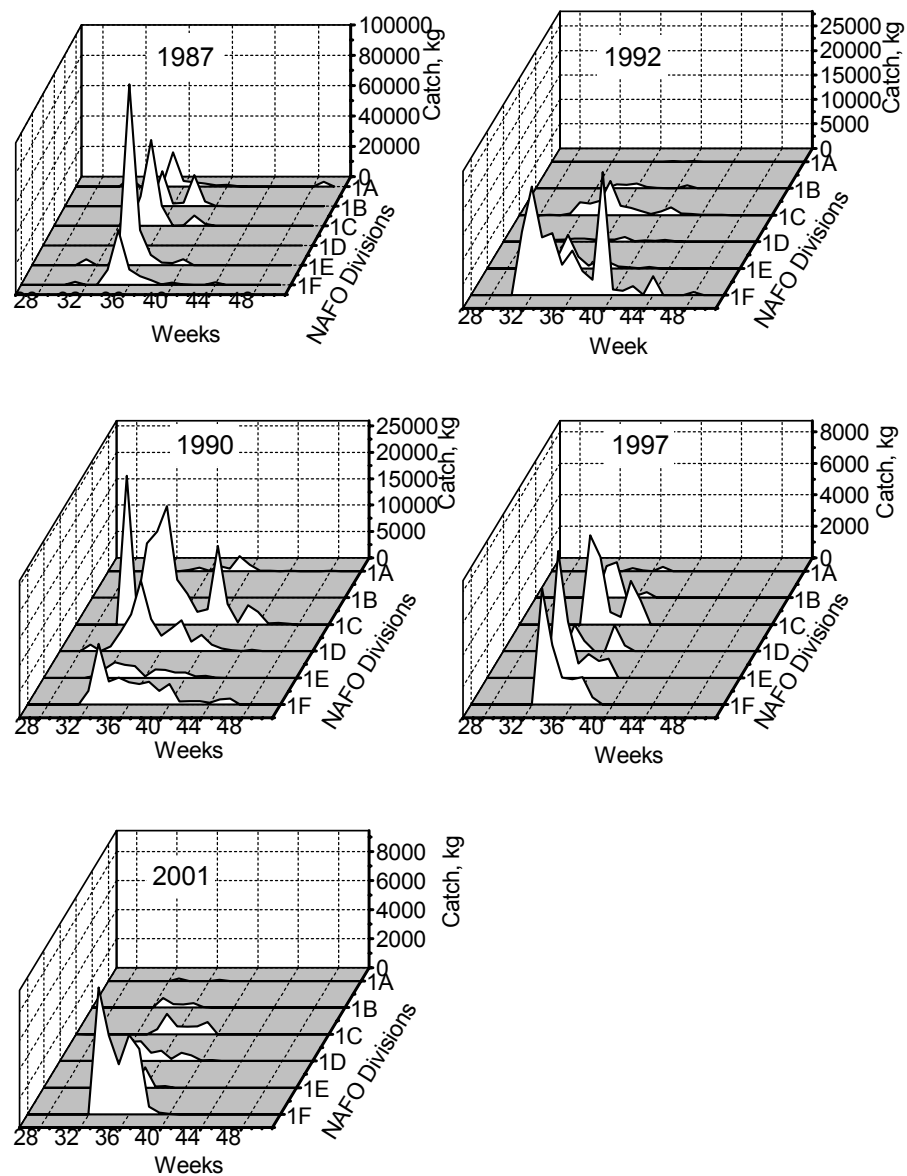 1987
100000
80000
60000
40000
20000
0
Catch, kg
1A
1B
1C
1D
1E
1F
NAFO Divisions
28 32 36 40 44 48
Weeks
1992
25000
20000
15000
10000
5000
0
Catch, kg
1A
1B
1C
1D
1E
1F
NAFO Divisions
28 32 36 40 44 48
Week
1990
25000
20000
15000
10000
5000
0
Catch, kg
1A
1B
1C
1D
1E
1F
NAFO Divisions
28 32 36 40 44 48
Weeks
1997
8000
6000
4000
2000
0
Catch, kg
1A
1B
1C
1D
1E
1F
NAFO Divisions
28 32 36 40 44 48
Weeks
2001
8000
6000
4000
2000
0
Catch, kg
1A
1B
1C
1D
1E
1F
NAFO Divisions
28 32 36 40 44 48
Weeks